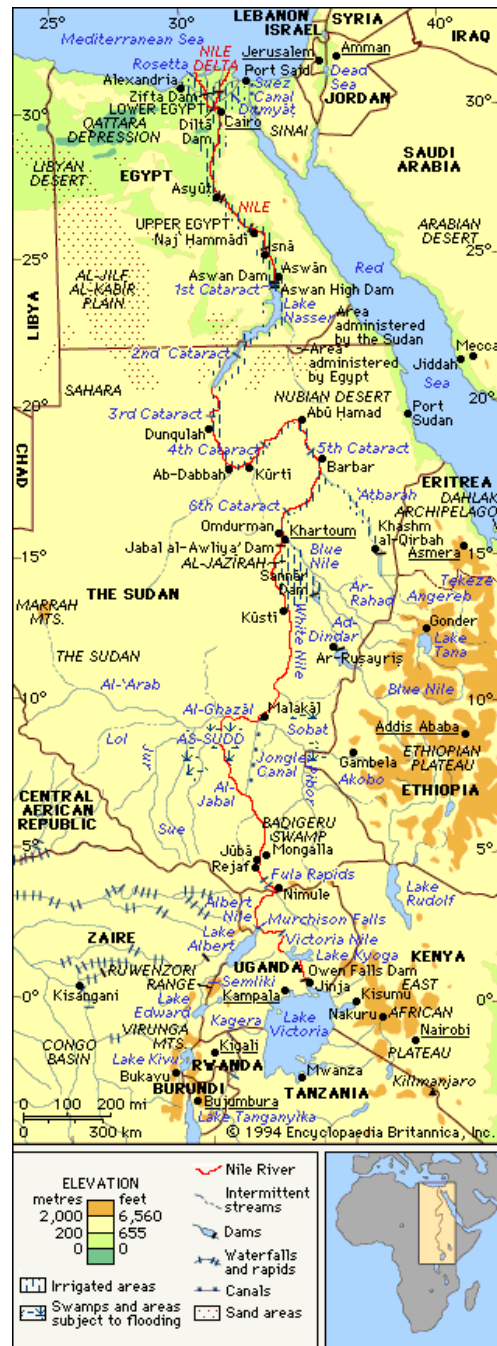 30°
35°
40°
LEBANON
SYRIA
ISRAEL
IRAQ
Mediterranean Sea
Rosetta
NILE
DELTA
Jerusalem
Amman
Alexandria
Port Said
Dead
Sea
Zifta Dam
Suez
Canal
JORDAN
30°
LOWER EGYPT
Dumyāt
QATTARA
DEPRESSION
Diltā
Dam
Cairo
SINAI
LIBYAN
DESERT
SAUDI
ARABIA
EGYPT
Asyūt
NILE
UPPER EGYPT
Naj' Hammādi
ARABIAN
DESERT
Isnā
25°
Aswan Dam
Aswān
Red
AL-JILF
AL-KABĪR
PLAIN
1st Cataract
Aswan High Dam
Lake
Nasser
Area
administered
by the Sudan
LIBYA
2nd Cataract
Area
administered
by Egypt
Mecca
Jiddah
SAHARA
NUBIAN DESERT
Sea
20°
20°
3rd Cataract
Abū Hamad
Port
Sudan
Dunqulah
4th Cataract
5th Cataract
CHAD
Ab-Dabbah
Kūrtī
Barbar
ERITREA
6th Cataract
Atbarah
DAHLAK
ARCHIPELAGO
Omdurman
Khartoum
Khashm
al-Qirbah
15°
Jabal al-Awliya' Dam
Blue
Nile
Asmera
15°
AL-JAZĪRAH
Sannār
Dam
Ar-
Rahad
Tekeze
Angereb
THE SUDAN
MARRAH
MTS.
Kūstī
White Nile
Ad-
Dindar
Gonder
Lake
Tana
THE SUDAN
Ar-Rusayris
Al-'Arab
Blue Nile
10°
Al-Ghazāl
Malakāl
10°
AS-SUDD
Sobat
Addis Ababa
Lol
Jur
Jonglei
Canal
Pibor
Gambela
ETHIOPIAN
PLATEAU
Al-
Jabal
Akobo
ETHIOPIA
CENTRAL
AFRICAN
REPUBLIC
Sue
BADIGERU
SWAMP
5°
Jūbā
Mongalla
5°
Rejaf
Fula Rapids
Nimule
Lake
Rudolf
Albert
Nile
Murchison Falls
ZAIRE
Lake
Albert
Victoria Nile
Lake Kyoga
KENYA
RUWENZORI
RANGE
UGANDA
Owen Falls Dam
Semliki
Jinja
EAST
0°
Kisangani
Kampala
Kisumu
0°
Lake
Edward
Nakuru
AFRICAN
VIRUNGA
MTS.
Kagera
Lake
Victoria
Nairobi
CONGO
BASIN
Kigali
PLATEAU
Lake Kivu
RWANDA
Bukavu
Mwanza
Kilimanjaro
BURUNDI
TANZANIA
0 100 200 mi
Bujumbura
Lake Tanganyika
0 300 km
© 1994 Encyclopaedia Britannica, Inc.
ELEVATION
metres feet
2,000 6,560
200 655
0 0
Irrigated areas
Swamps and areas
subject to flooding
Nile River
Intermittent
streams
Dams
Waterfalls
and rapids
Canals
Sand areas